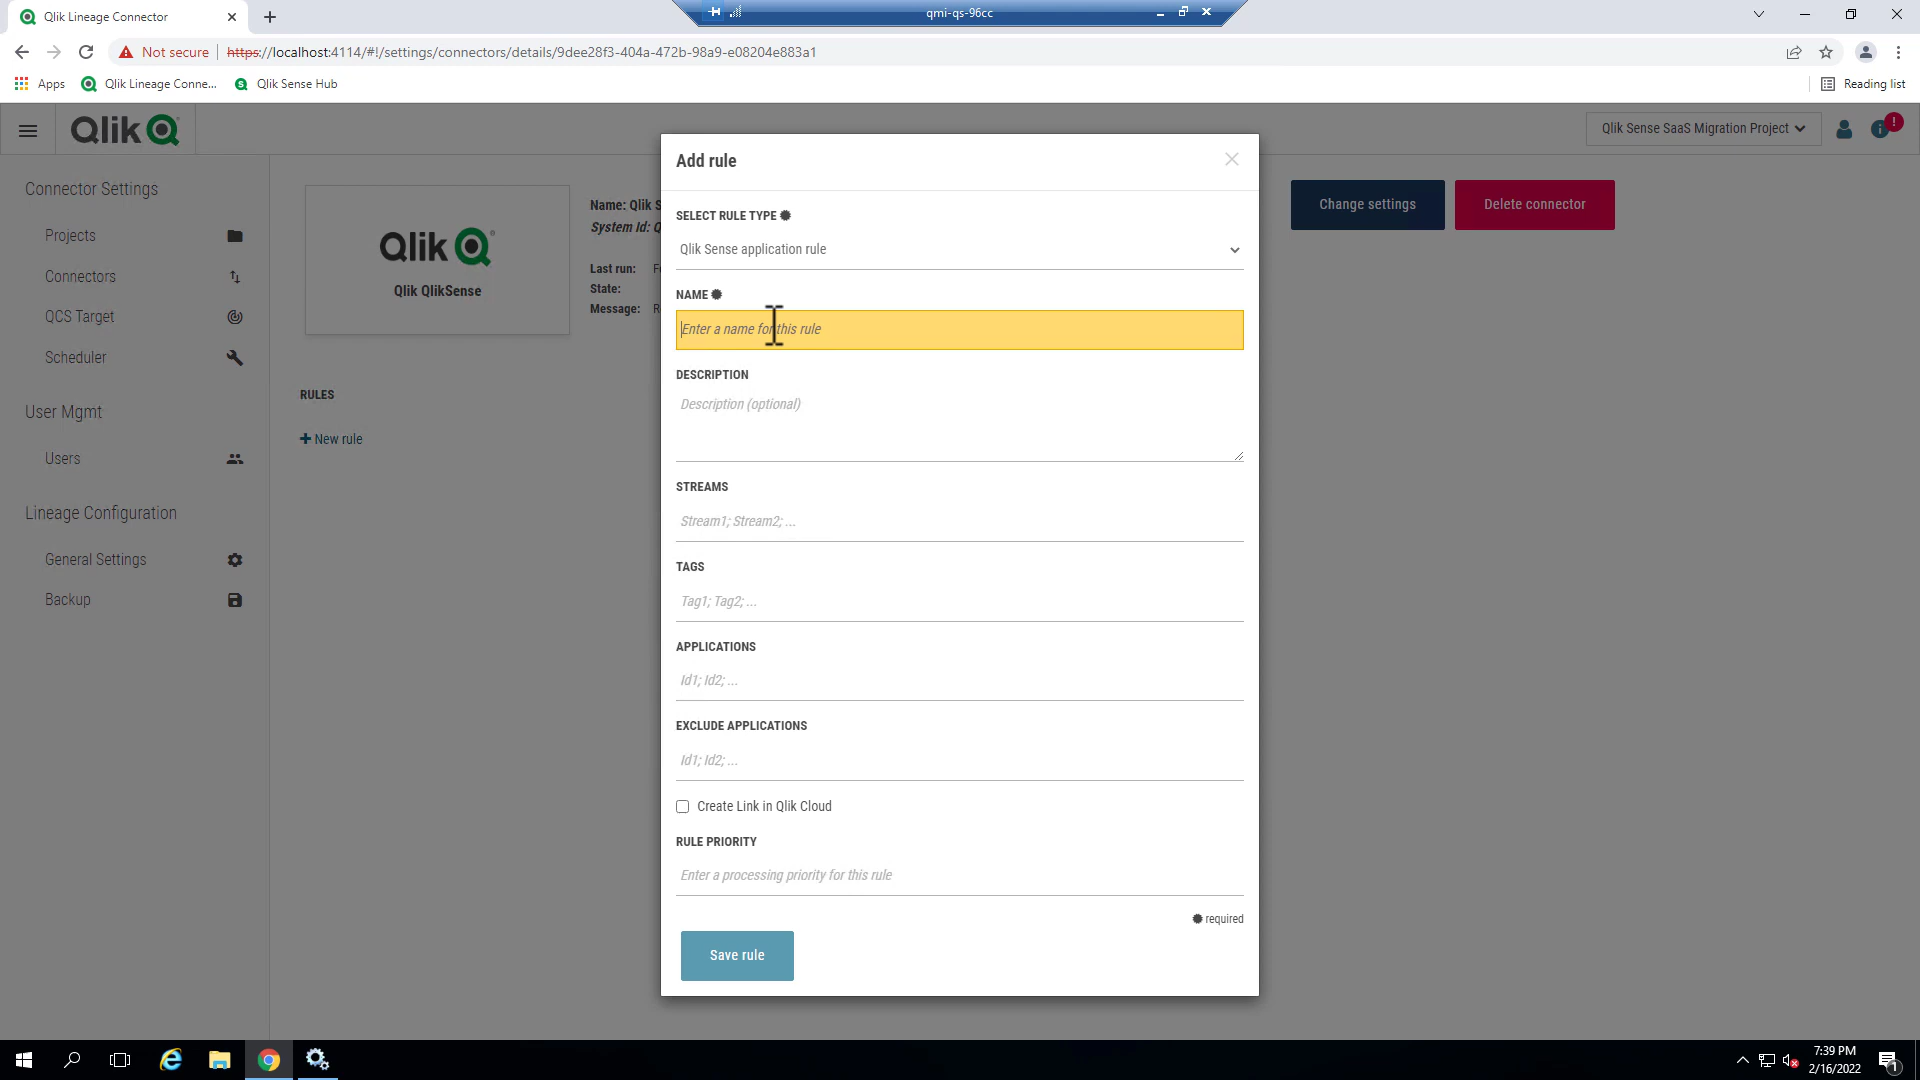 Qlik Lineage Connector
qmi-qs-96cc
Not secure
https://localhost:4114/#!/settings/connectors/details/9dee28f3-404a-472b-98a9-e08204e883a1
Apps
Qlik Lineage Conne...
Qlik Sense Hub
Reading list
Qlik
Qlik Sense SaaS Migration Project
Connector Settings
Projects
Connectors
QCS Target
Scheduler
User Mgmt
Users
Lineage Configuration
General Settings
Backup
Qlik
Qlik QlikSense
Name: Qlik S
System Id: Q
Last run: F
State:
Message: R
Change settings
Delete connector
RULES
+ New rule
Add rule
SELECT RULE TYPE
Qlik Sense application rule
NAME
Enter a name for this rule
DESCRIPTION
Description (optional)
STREAMS
Stream1; Stream2; ...
TAGS
Tag1; Tag2; ...
APPLICATIONS
Id1; Id2; ...
EXCLUDE APPLICATIONS
Id1; Id2; ...
Create Link in Qlik Cloud
RULE PRIORITY
Enter a processing priority for this rule
required
Save rule
7:39 PM
2/16/2022
1